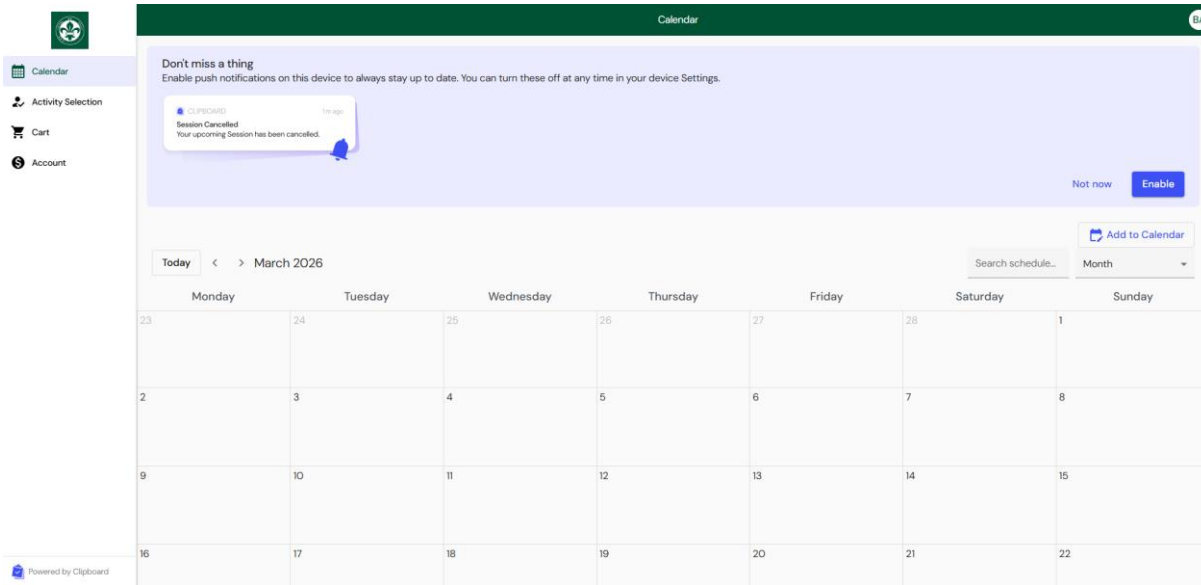 Calendar
BA
Calendar
Activity Selection
Cart
Account
Don't miss a thing
Enable push notifications on this device to always stay up to date. You can turn these off at any time in your device Settings.
CLIPBOARD 1m ago
Session Cancelled
Your upcoming Session has been cancelled.
Not now Enable
Add to Calendar
Today < > March 2026 Search schedule... Month
Monday Tuesday Wednesday Thursday Friday Saturday Sunday
23 24 25 26 27 28 1
2 3 4 5 6 7 8
9 10 11 12 13 14 15
16 17 18 19 20 21 22
Powered by Clipboard